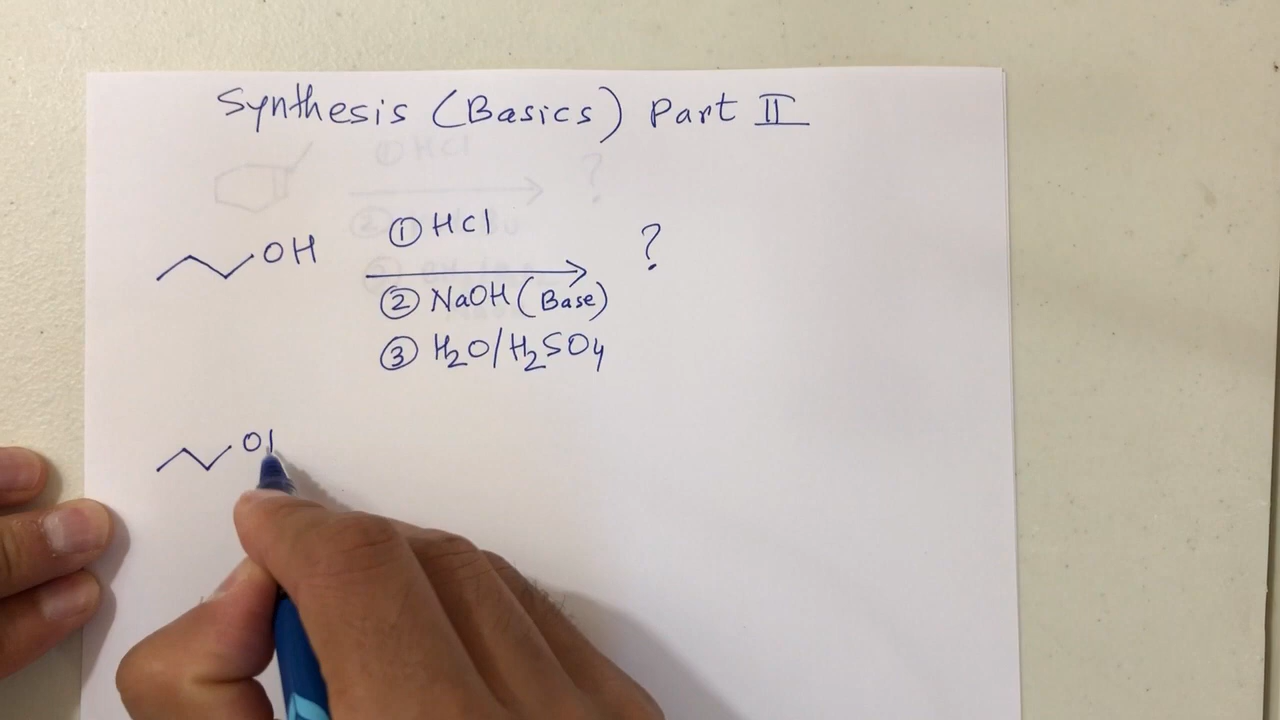 Synthesis (Basics) Part II
① HCl
OH
?
② NaOH (Base)
③ H₂O/H₂SO₄
O